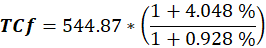 TCf = 544.87 * (1 + 4.048 % / 1 + 0.928 %)